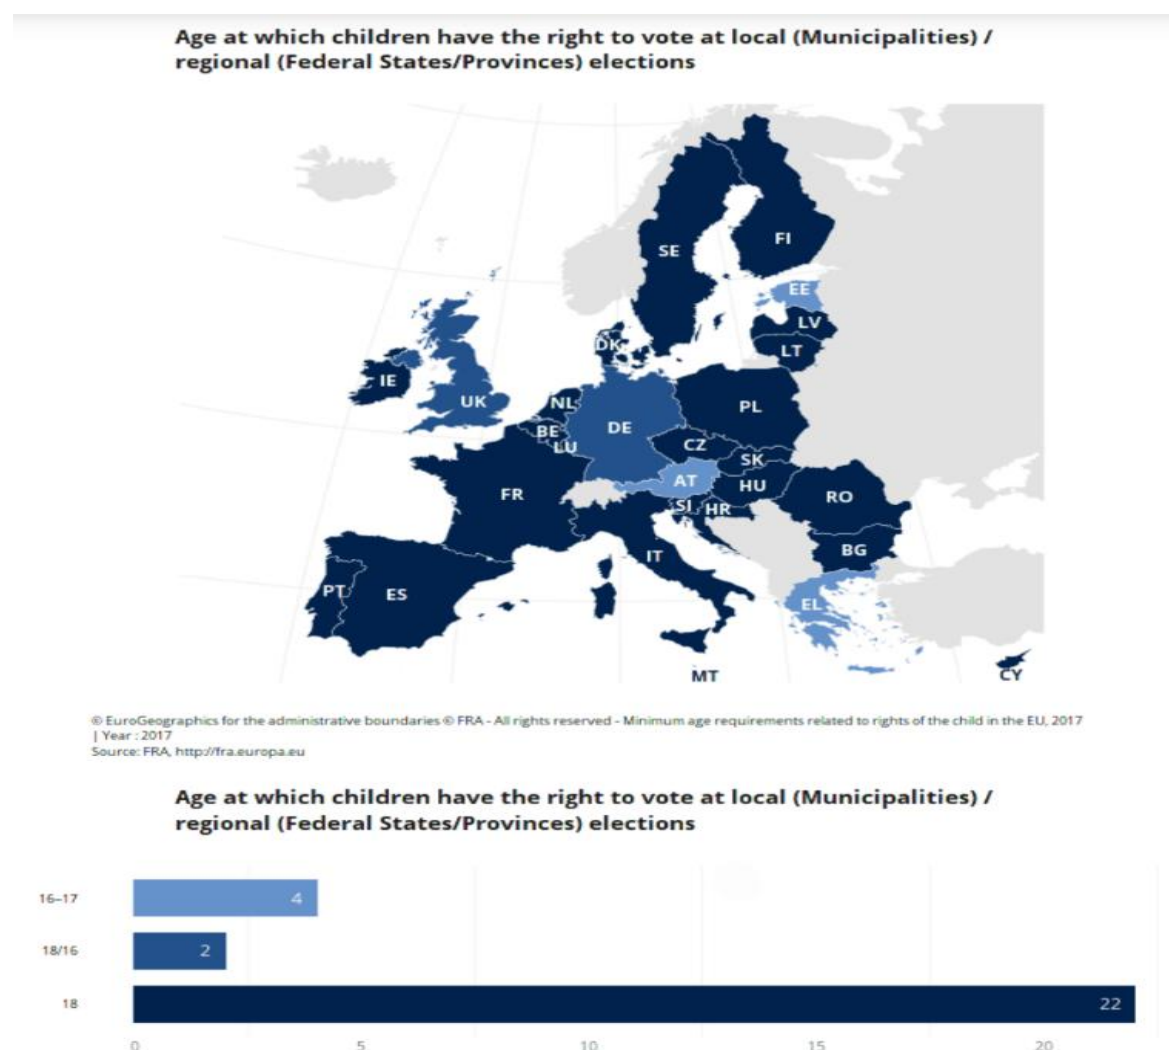 Age at which children have the right to vote at local (Municipalities) /
regional (Federal States/Provinces) elections
SE
FI
EE
LV
DK
LT
IE
UK
NL
PL
BE
DE
LU
CZ
SK
AT
HU
FR
RO
SI
HR
BG
IT
PT
ES
EL
MT
CY
© EuroGeographics for the administrative boundaries © FRA - All rights reserved - Minimum age requirements related to rights of the child in the EU, 2017
| Year : 2017
Source: FRA, http://fra.europa.eu
Age at which children have the right to vote at local (Municipalities) /
regional (Federal States/Provinces) elections
16–17 4
18/16 2
18 22
0 5 10 15 20